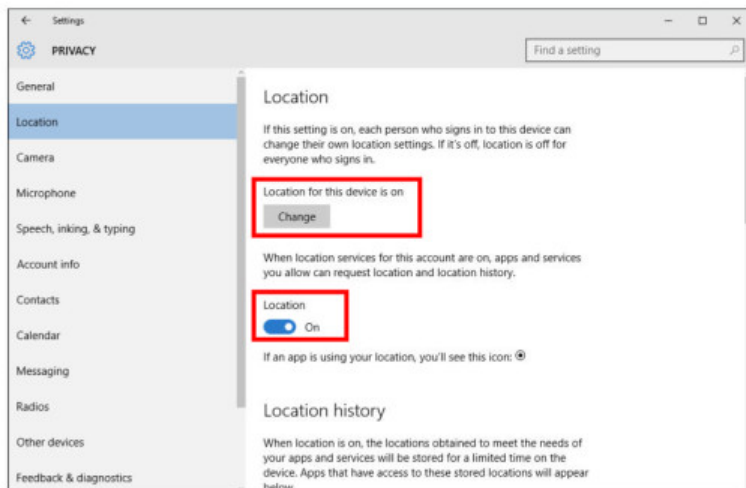 Settings
PRIVACY
Find a setting
General
Location
Camera
Microphone
Speech, inking, & typing
Account info
Contacts
Calendar
Messaging
Radios
Other devices
Feedback & diagnostics
Location
If this setting is on, each person who signs in to this device can
change their own location settings. If it's off, location is off for
everyone who signs in.
Location for this device is on
Change
When location services for this account are on, apps and services
you allow can request location and location history.
Location
On
If an app is using your location, you'll see this icon:
Location history
When location is on, the locations obtained to meet the needs of
your apps and services will be stored for a limited time on the
device. Apps that have access to these stored locations will appear
below.